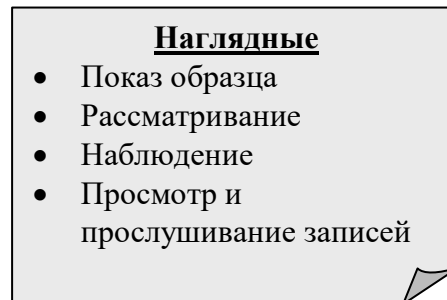 Наглядные
• Показ образца
• Рассматривание
• Наблюдение
• Просмотр и
прослушивание записей